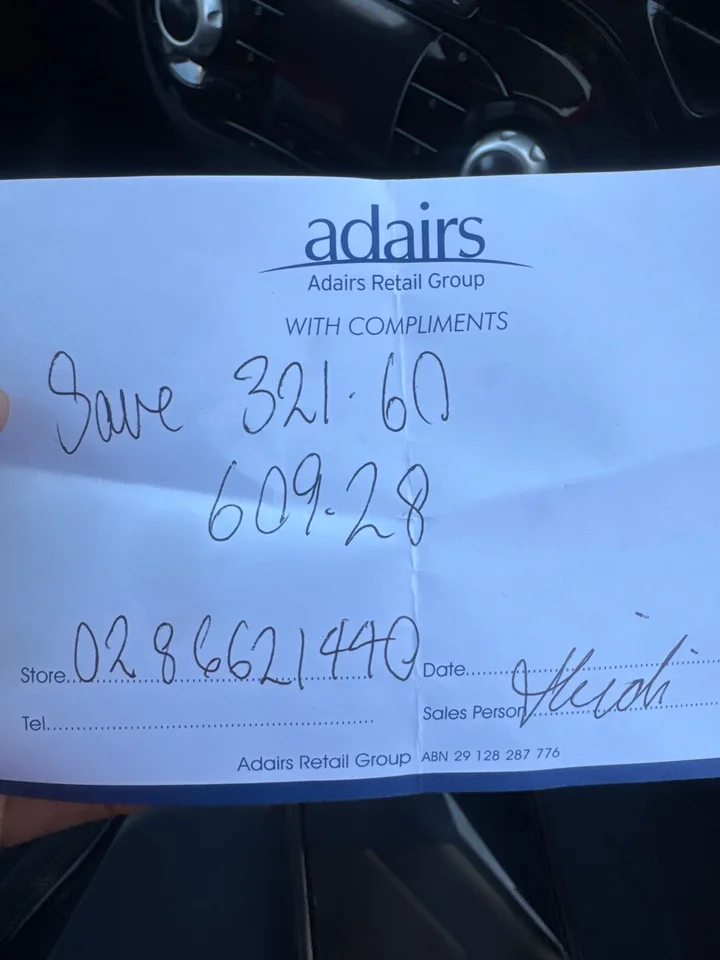 adairs
Adairs Retail Group
WITH COMPLIMENTS
Save 321.60
609.28
Store 0286621440 Date
Tel Sales Person Heidi
Adairs Retail Group ABN 29 128 287 776